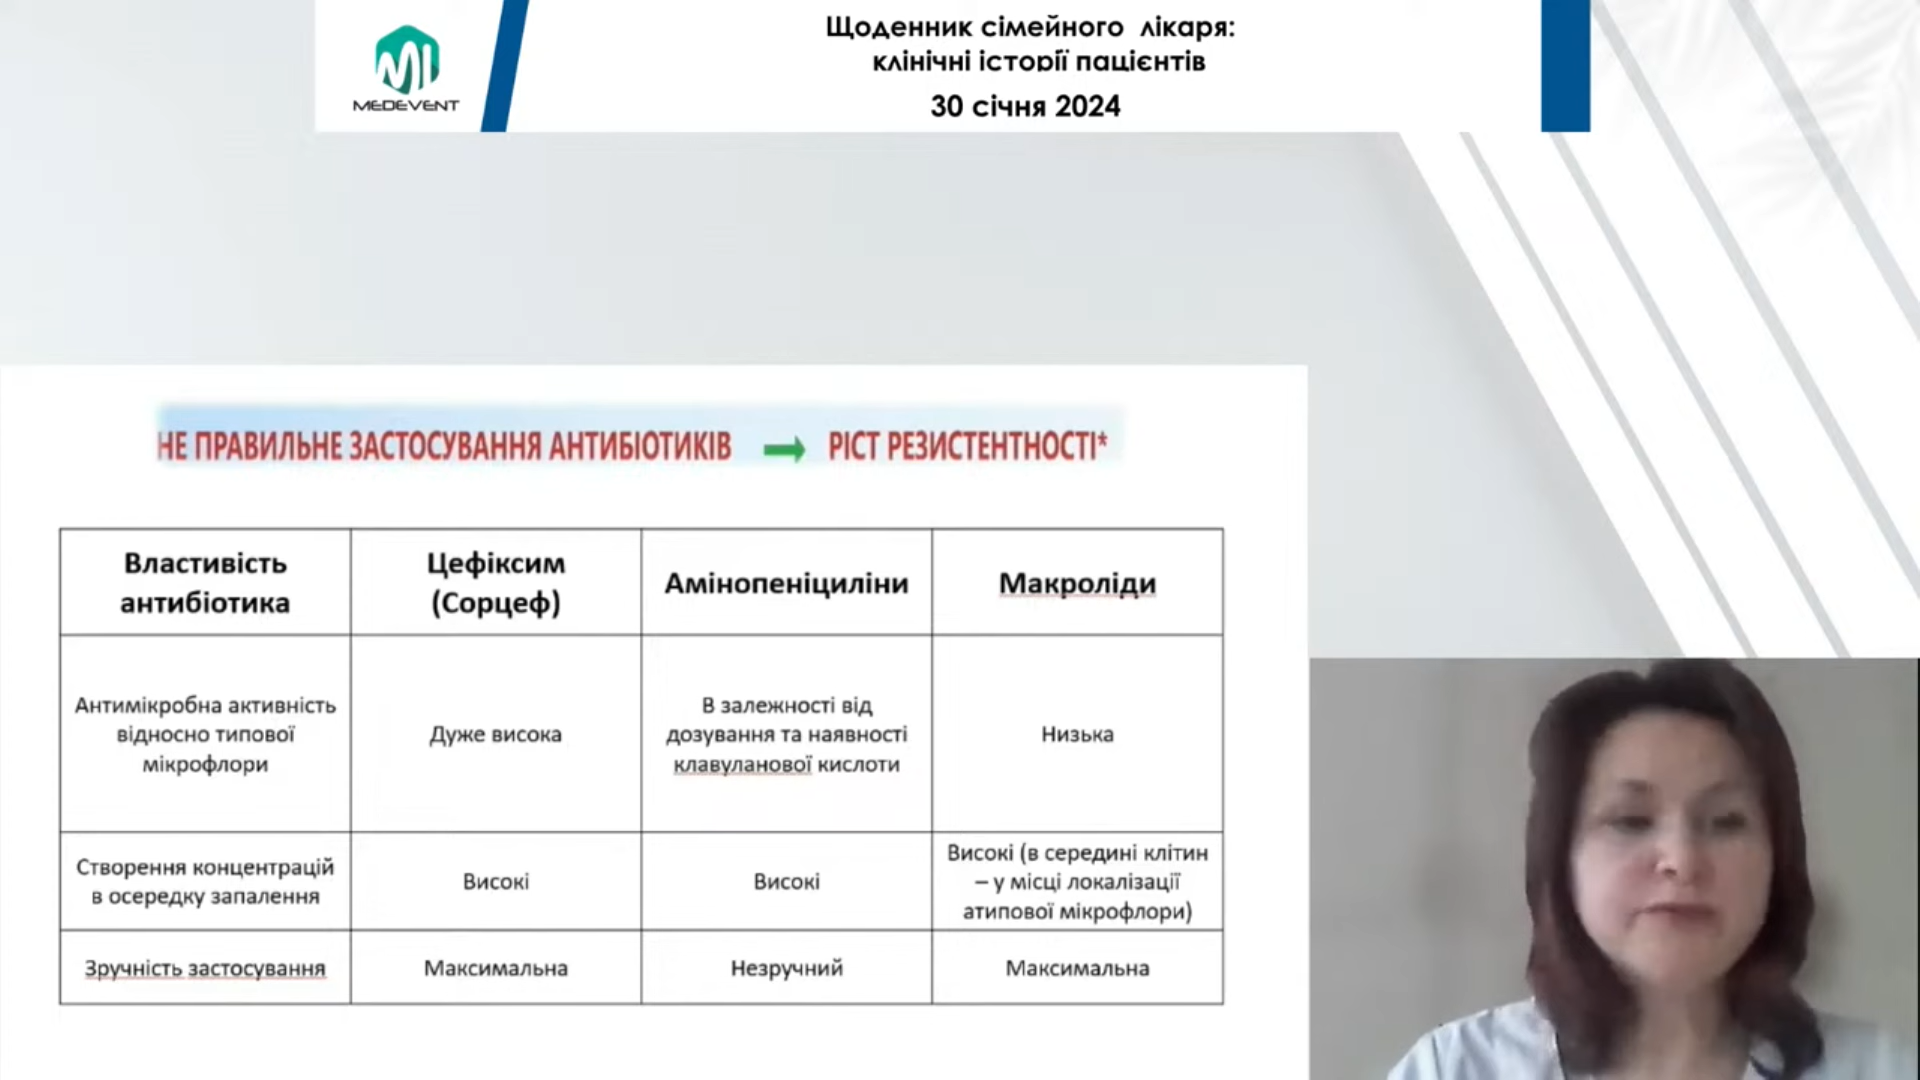 MEDEVENT
Щоденник сімейного лікаря:
клінічні історії пацієнтів
30 січня 2024
НЕ ПРАВИЛЬНЕ ЗАСТОСУВАННЯ АНТИБІОТИКІВ → РІСТ РЕЗИСТЕНТНОСТІ*
Властивість
антибіотика
Цефіксим
(Сорцеф)
Амінопеніциліни
Макроліди
Антимікробна активність
відносно типової
мікрофлори
Дуже висока
В залежності від
дозування та наявності
клавуланової кислоти
Низька
Створення концентрацій
в осередку запалення
Високі
Високі
Високі (в середині клітин
– у місці локалізації
атипової мікрофлори)
Зручність застосування
Максимальна
Незручний
Максимальна